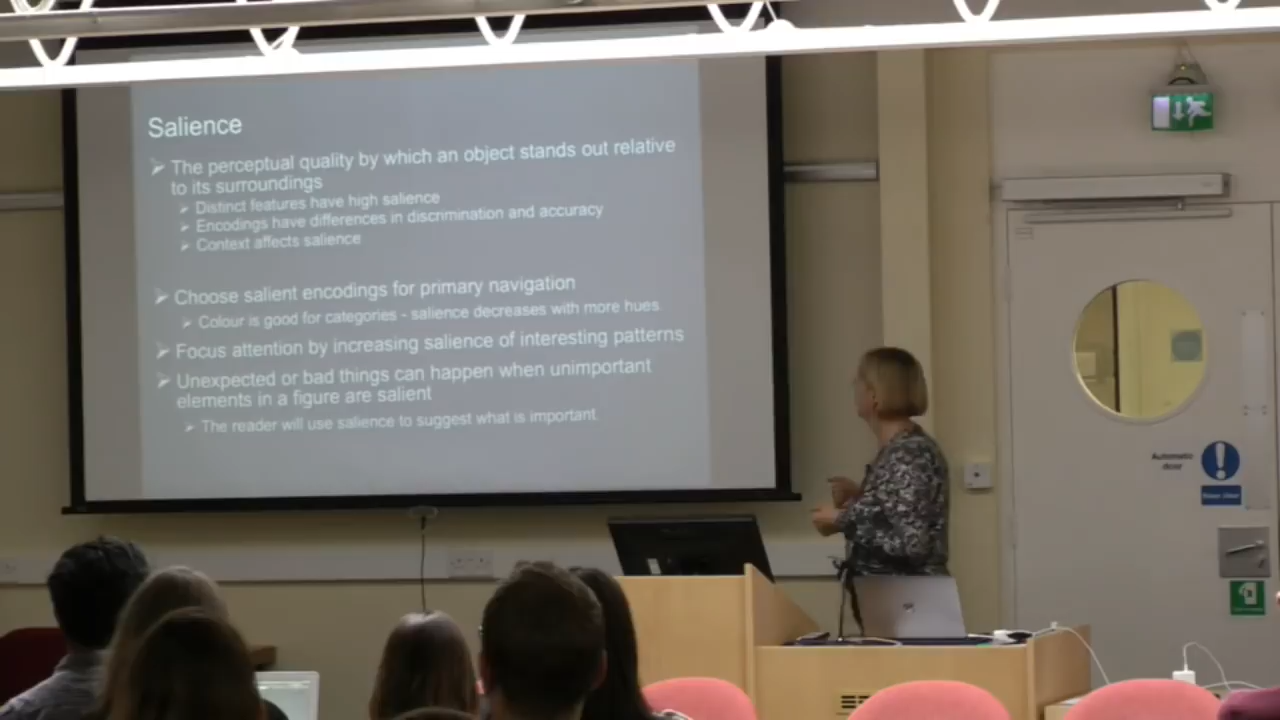 Salience
The perceptual quality by which an object stands out relative
to its surroundings
Distinct features have high salience
Encodings have differences in discrimination and accuracy
Context affects salience
Choose salient encodings for primary navigation
Colour is good for categories - salience decreases with more hues.
Focus attention by increasing salience of interesting patterns
Unexpected or bad things can happen when unimportant
elements in a figure are salient
The reader will use salience to suggest what is important
Automatic
door